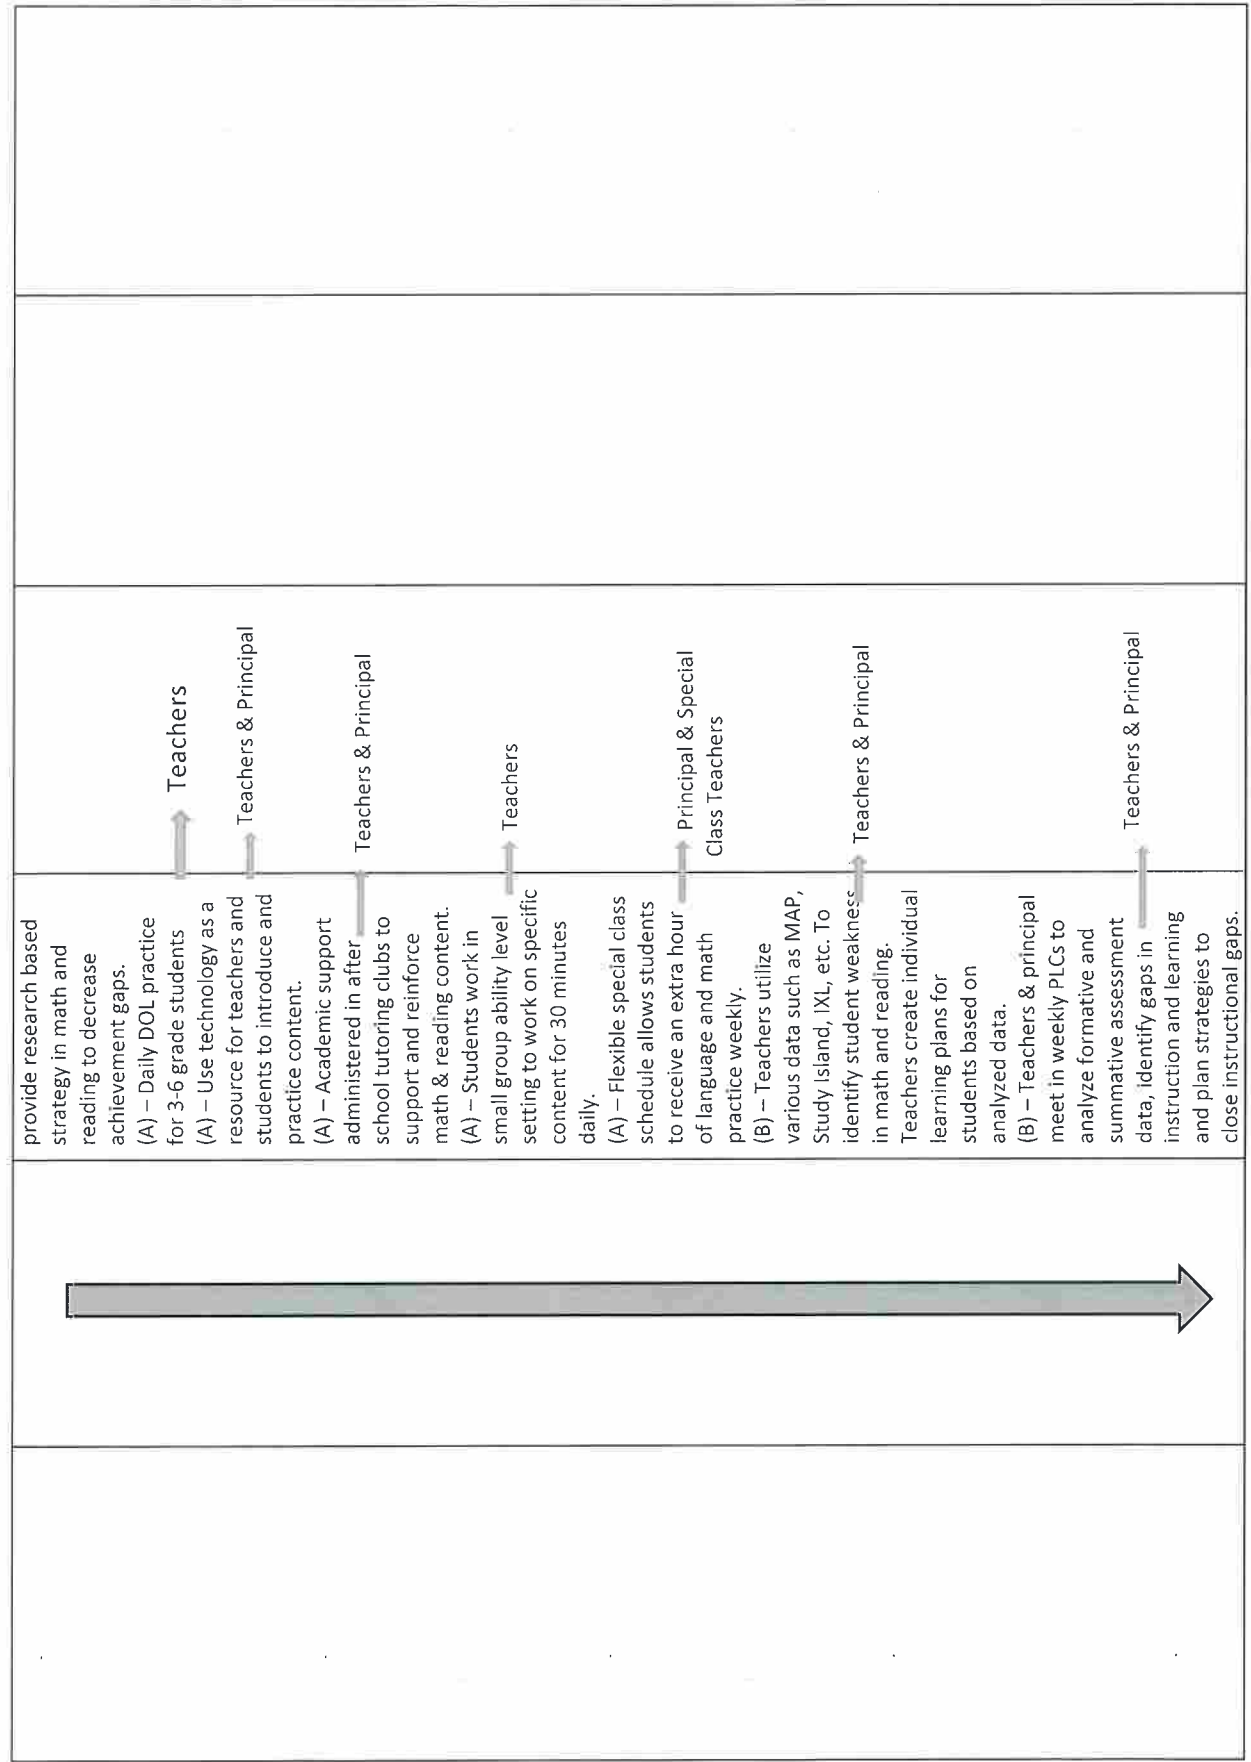 provide research based
strategy in math and
reading to decrease
achievement gaps.
(A) – Daily DOL practice
for 3-6 grade students
(A) – Use technology as a
resource for teachers and
students to introduce and
practice content.
(A) – Academic support
administered in after
school tutoring clubs to
support and reinforce
math & reading content.
(A) – Students work in
small group ability level
setting to work on specific
content for 30 minutes
daily.
(A) – Flexible special class
schedule allows students
to receive an extra hour
of language and math
practice weekly.
(B) – Teachers utilize
various data such as MAP,
Study Island, IXL, etc. To
identify student weakness
in math and reading.
Teachers create individual
learning plans for
students based on
analyzed data.
(B) – Teachers & principal
meet in weekly PLCs to
analyze formative and
summative assessment
data, identify gaps in
instruction and learning
and plan strategies to
close instructional gaps.
Teachers
Teachers & Principal
Teachers & Principal
Teachers
Principal & Special
Class Teachers
Teachers & Principal
Teachers & Principal